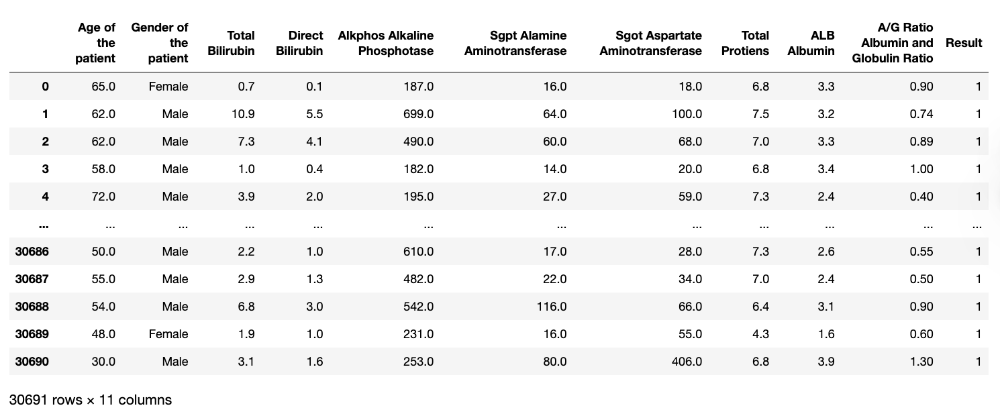 Age of the patient Gender of the patient Total Bilirubin Direct Bilirubin Alkphos Alkaline Phosphotase Sgpt Alamine Aminotransferase Sgot Aspartate Aminotransferase Total Protiens ALB Albumin A/G Ratio Albumin and Globulin Ratio Result
0 65.0 Female 0.7 0.1 187.0 16.0 18.0 6.8 3.3 0.90 1
1 62.0 Male 10.9 5.5 699.0 64.0 100.0 7.5 3.2 0.74 1
2 62.0 Male 7.3 4.1 490.0 60.0 68.0 7.0 3.3 0.89 1
3 58.0 Male 1.0 0.4 182.0 14.0 20.0 6.8 3.4 1.00 1
4 72.0 Male 3.9 2.0 195.0 27.0 59.0 7.3 2.4 0.40 1
... ... ... ... ... ... ... ... ... ... ... ...
30686 50.0 Male 2.2 1.0 610.0 17.0 28.0 7.3 2.6 0.55 1
30687 55.0 Male 2.9 1.3 482.0 22.0 34.0 7.0 2.4 0.50 1
30688 54.0 Male 6.8 3.0 542.0 116.0 66.0 6.4 3.1 0.90 1
30689 48.0 Female 1.9 1.0 231.0 16.0 55.0 4.3 1.6 0.60 1
30690 30.0 Male 3.1 1.6 253.0 80.0 406.0 6.8 3.9 1.30 1
30691 rows × 11 columns